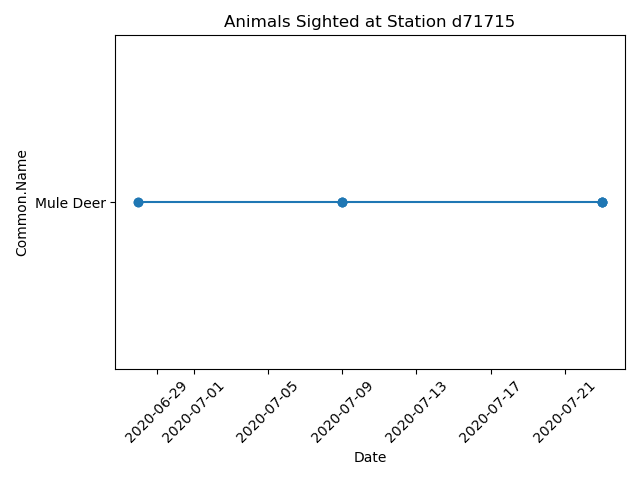 Animals Sighted at Station d71715
Common.Name
Mule Deer
2020-06-29
2020-07-01
2020-07-05
2020-07-09
2020-07-13
2020-07-17
2020-07-21
Date